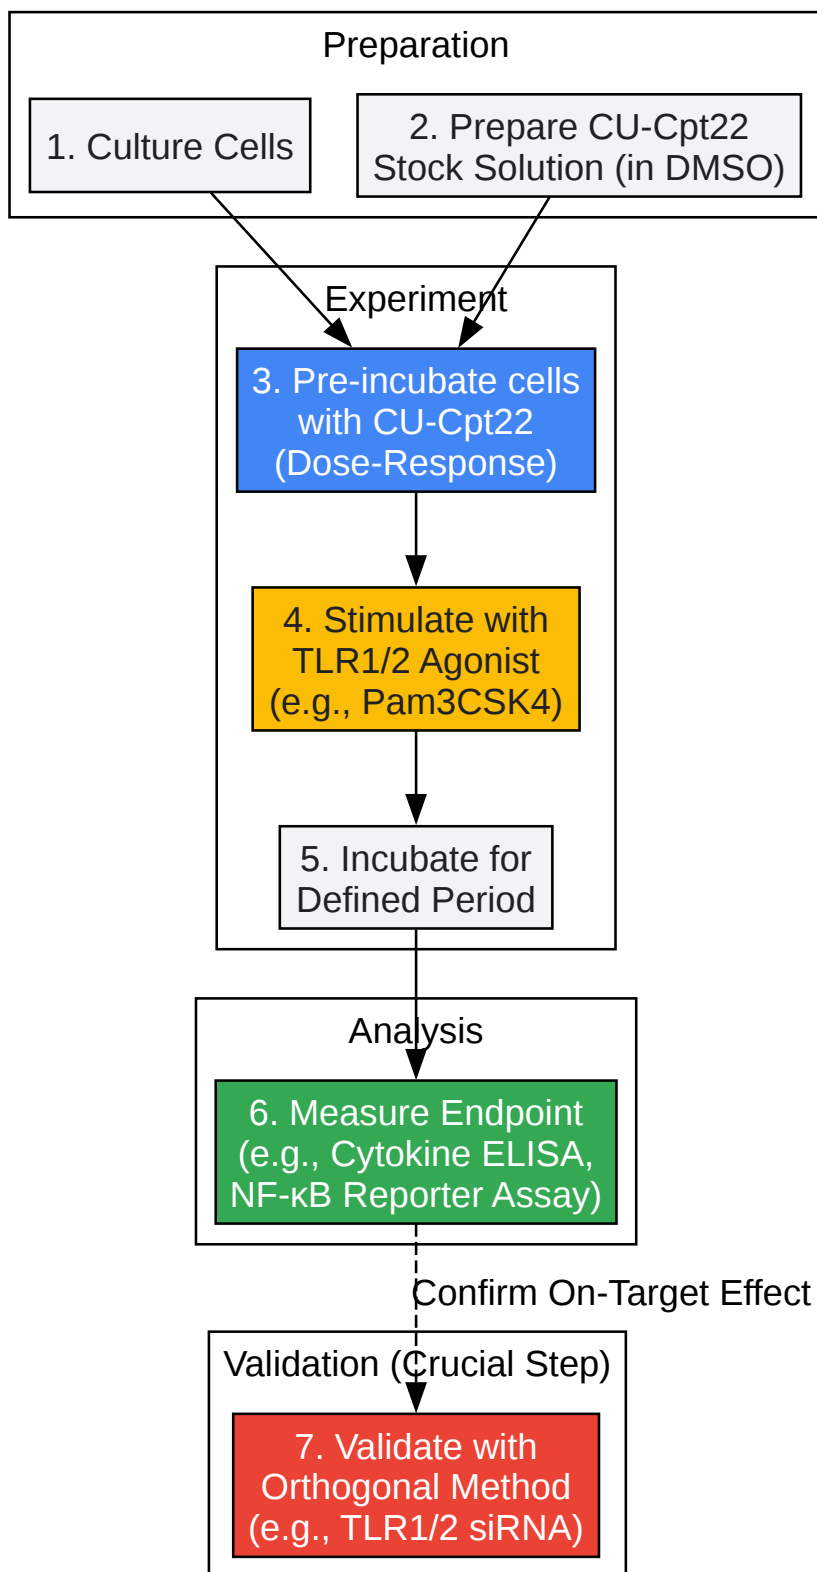 Preparation
1. Culture Cells
2. Prepare CU-Cpt22
Stock Solution (in DMSO)
Experiment
3. Pre-incubate cells
with CU-Cpt22
(Dose-Response)
4. Stimulate with
TLR1/2 Agonist
(e.g., Pam3CSK4)
5. Incubate for
Defined Period
Analysis
6. Measure Endpoint
(e.g., Cytokine ELISA,
NF-κB Reporter Assay)
Confirm On-Target Effect
Validation (Crucial Step)
7. Validate with
Orthogonal Method
(e.g., TLR1/2 siRNA)